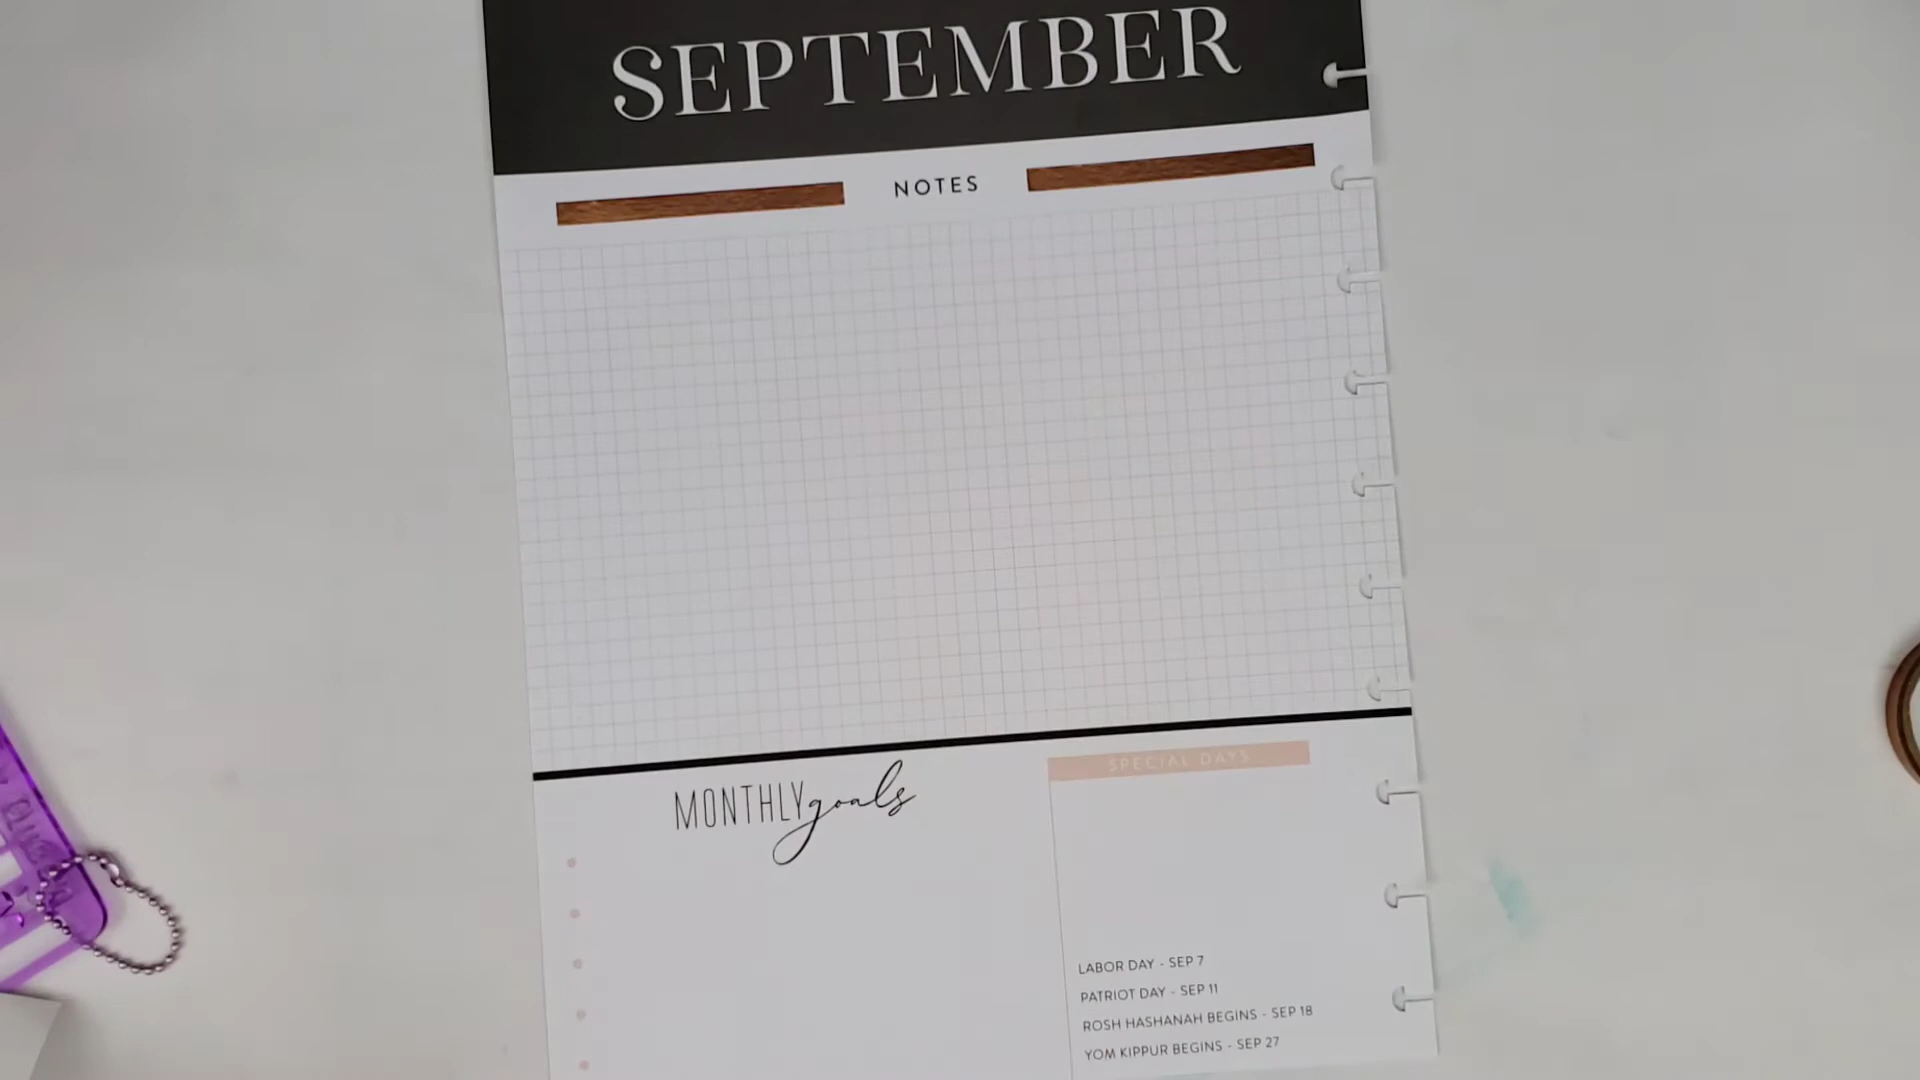 SEPTEMBER
NOTES
MONTHLY goals
SPECIAL DAYS
LABOR DAY - SEP 7
PATRIOT DAY - SEP 11
ROSH HASHANAH BEGINS - SEP 18
YOM KIPPUR BEGINS - SEP 27